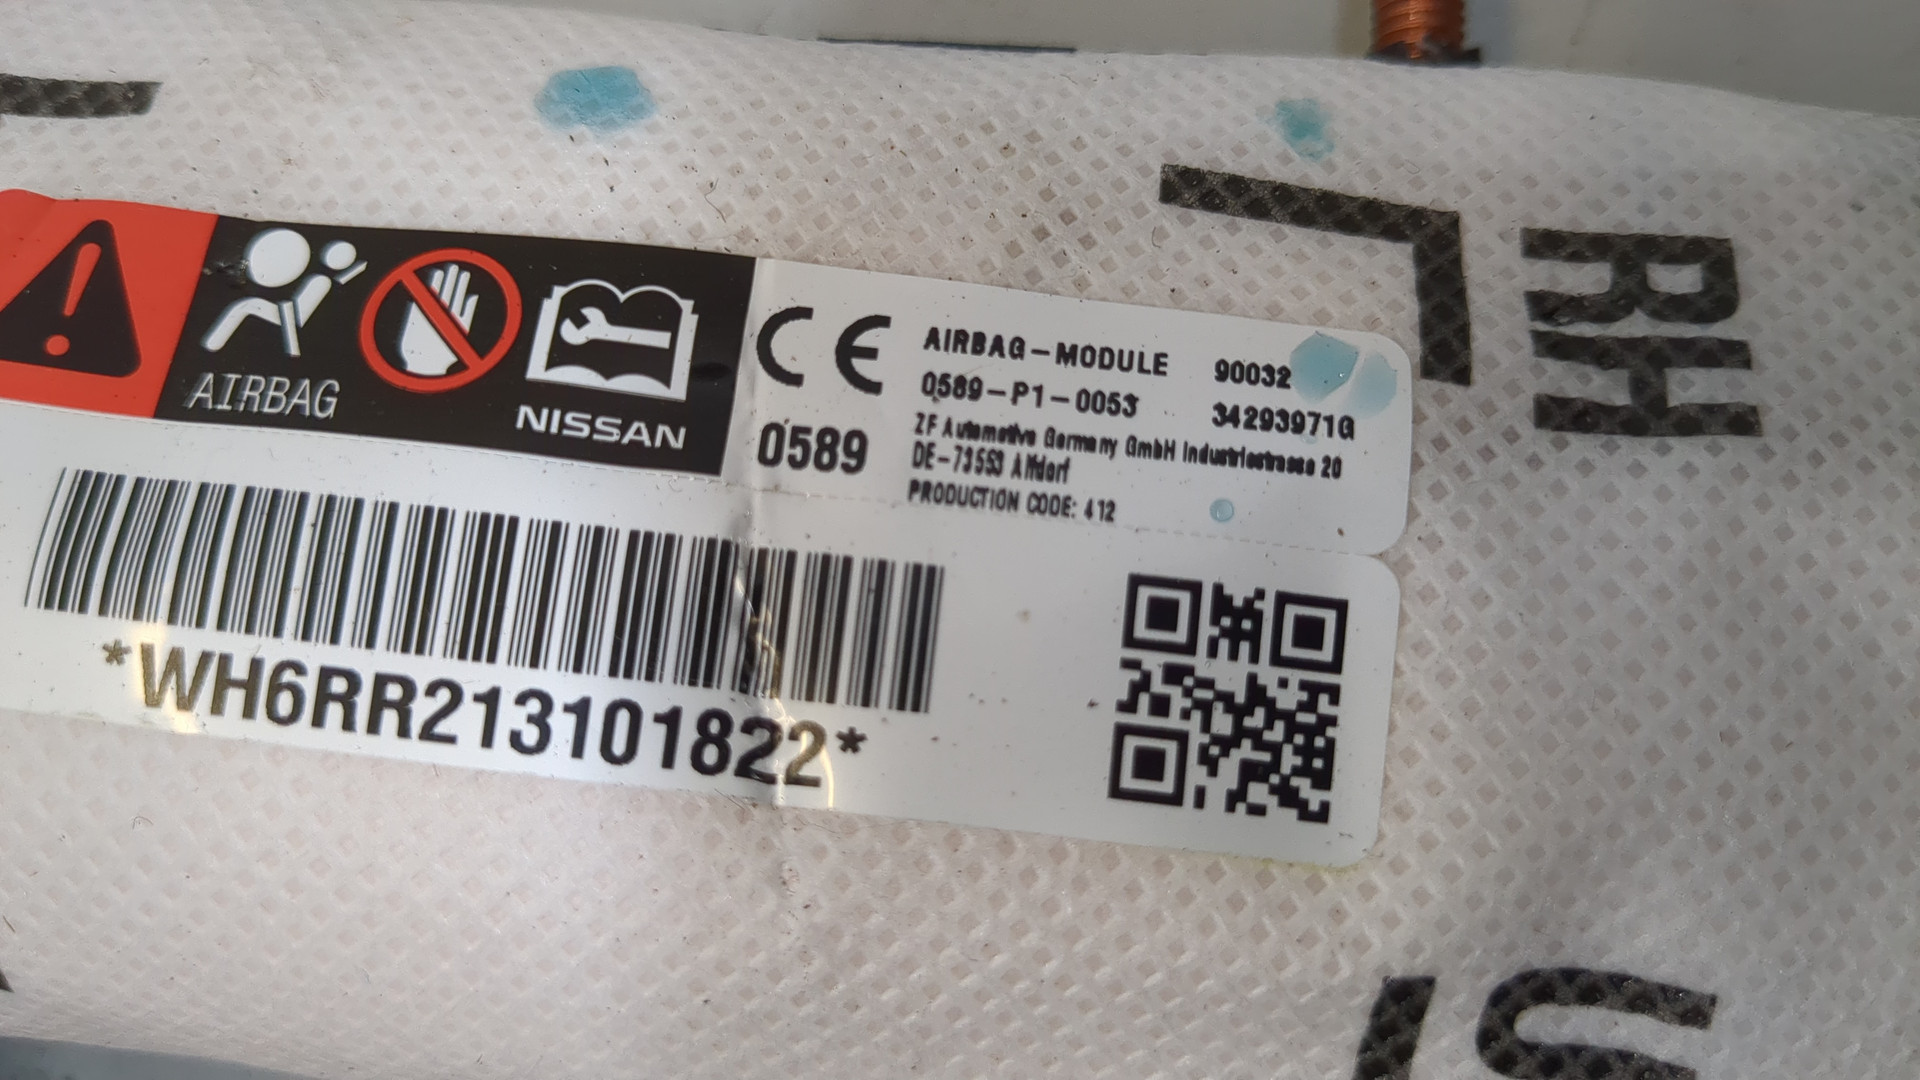 RH
AIRBAG
NISSAN
CE
0589
AIRBAG-MODULE 90032
0589-P1-0053 342939710
ZF Automotive Germany GmbH Industriestrasse 20
DE-73553 Alfdorf
PRODUCTION CODE: 412
*WH6RR213101822*